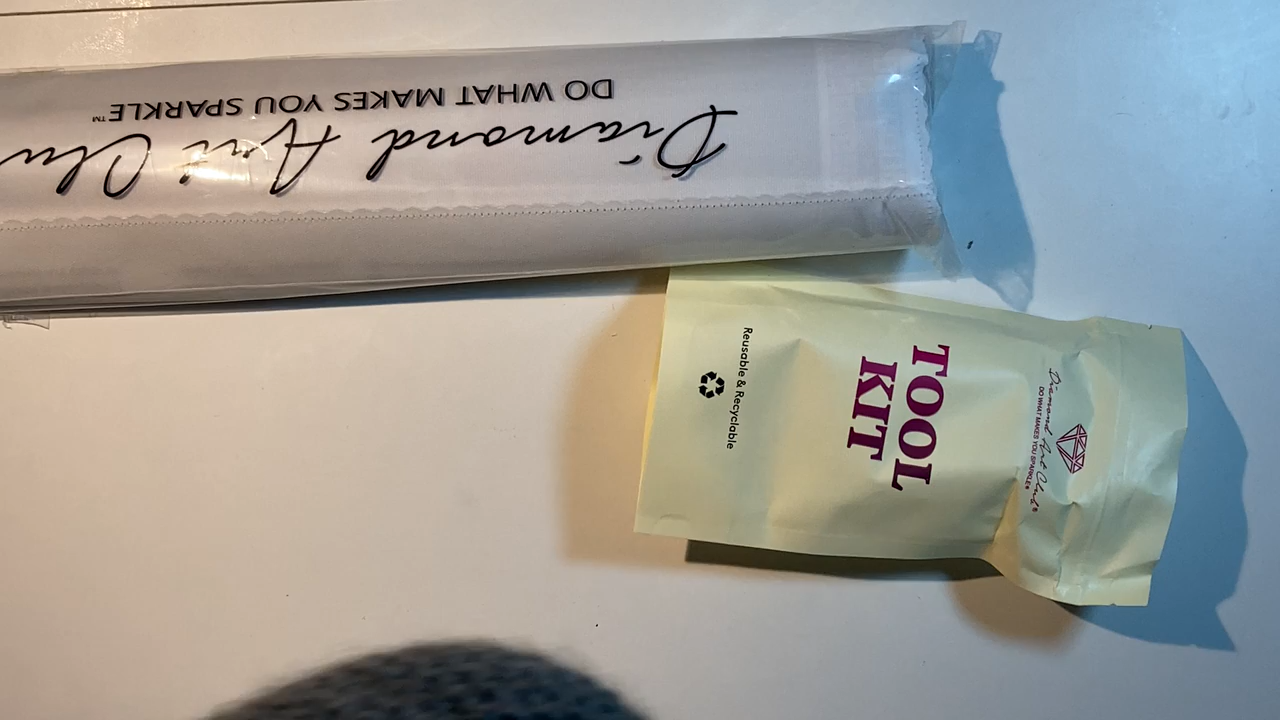 Diamond Art Clu
DO WHAT MAKES YOU SPARKLE™
Diamond Art Club®
DO WHAT MAKES YOU SPARKLE®
TOOL
KIT
Reusable & Recyclable